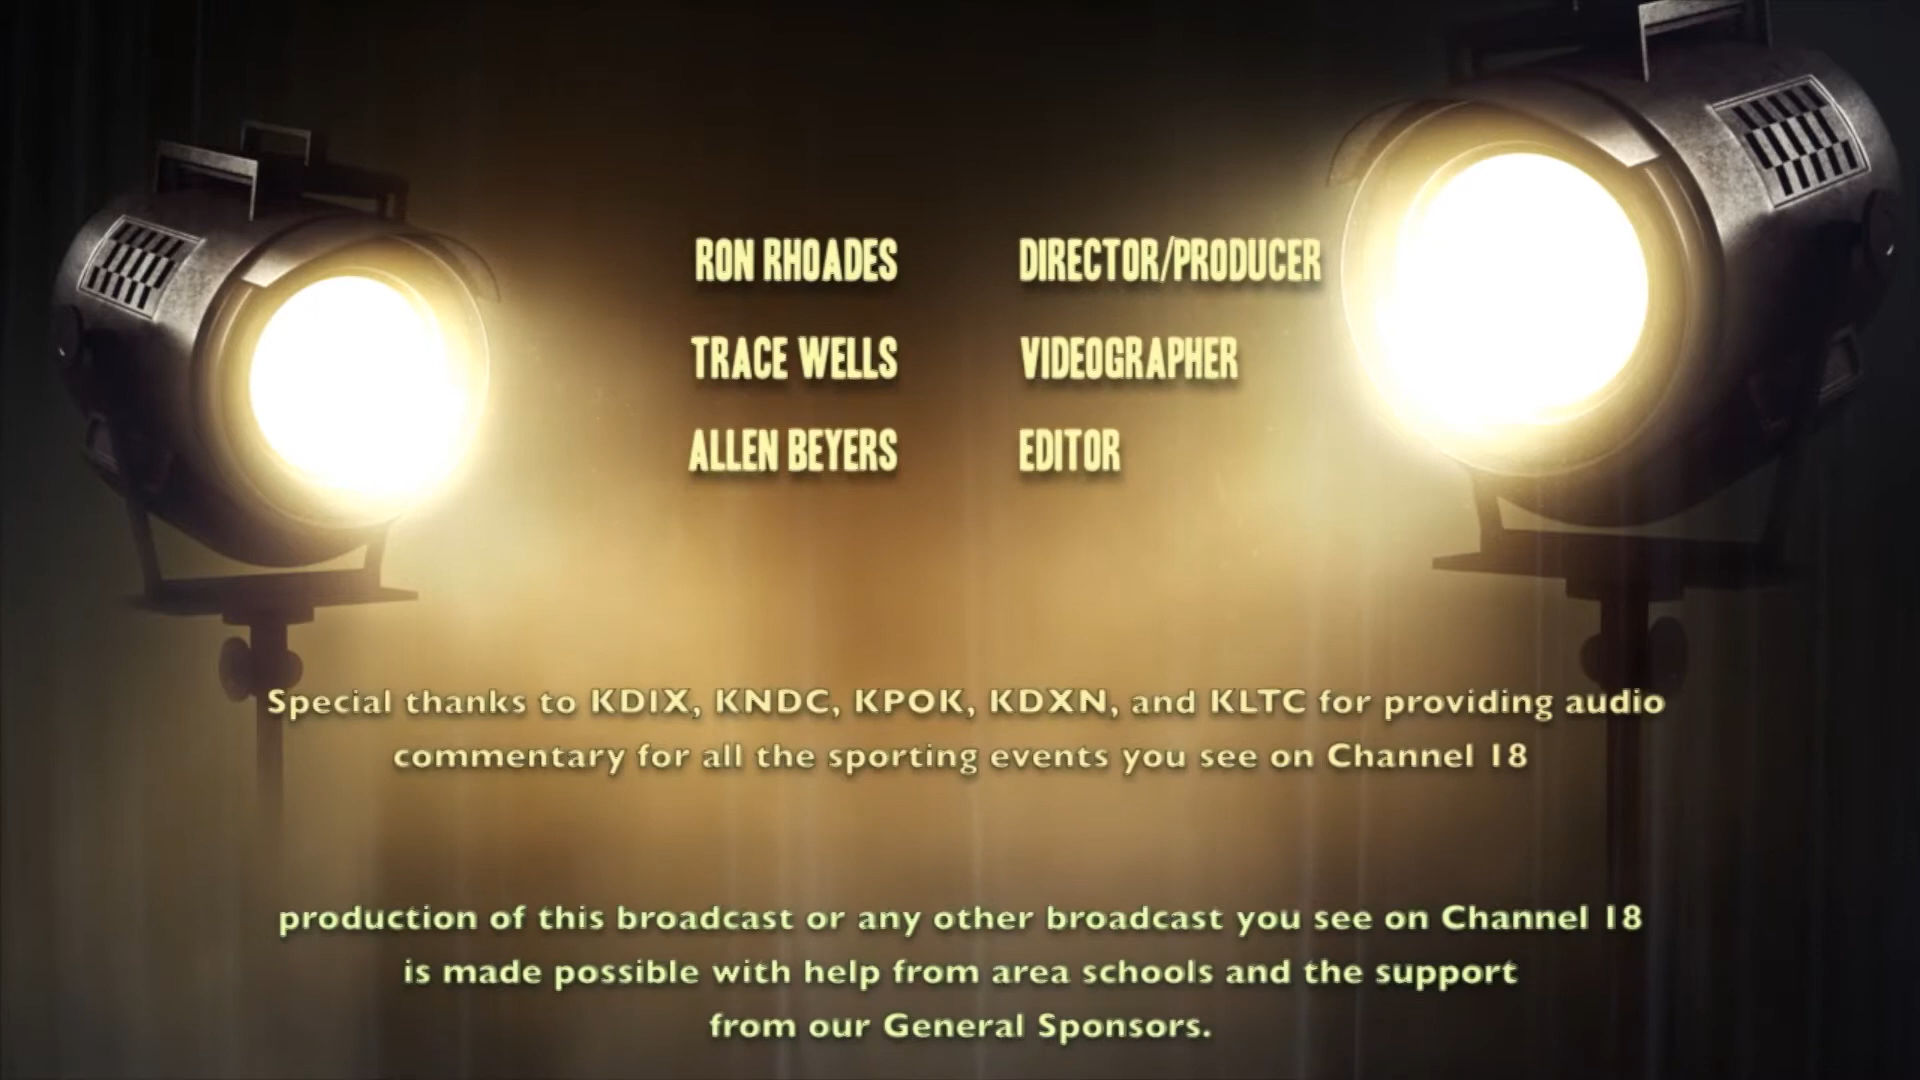 RON RHOADES DIRECTOR/PRODUCER
TRACE WELLS VIDEOGRAPHER
ALLEN BEYERS EDITOR
Special thanks to KDIX, KNDC, KPOK, KDXN, and KLTC for providing audio
commentary for all the sporting events you see on Channel 18
production of this broadcast or any other broadcast you see on Channel 18
is made possible with help from area schools and the support
from our General Sponsors.